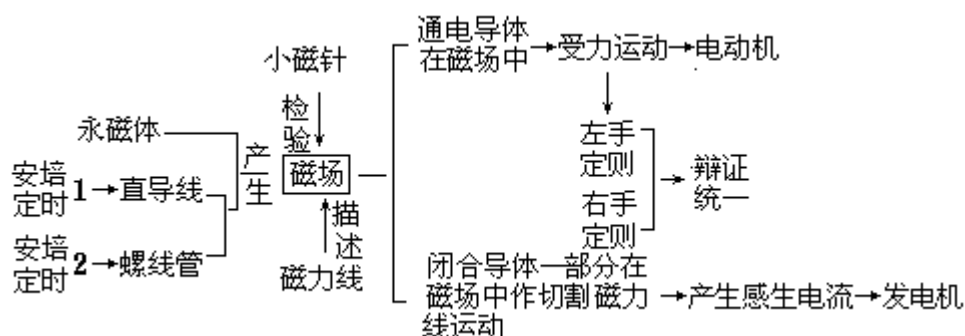 通电导体
在磁场中
受力运动
电动机
小磁针
检
验
永磁体
产
生
磁场
左手
定则
辩证
统一
安培
定时1
直导线
右手
定则
描
述
安培
定时2
螺线管
磁力线
闭合导体一部分在
磁场中作切割磁力
线运动
产生感生电流
发电机